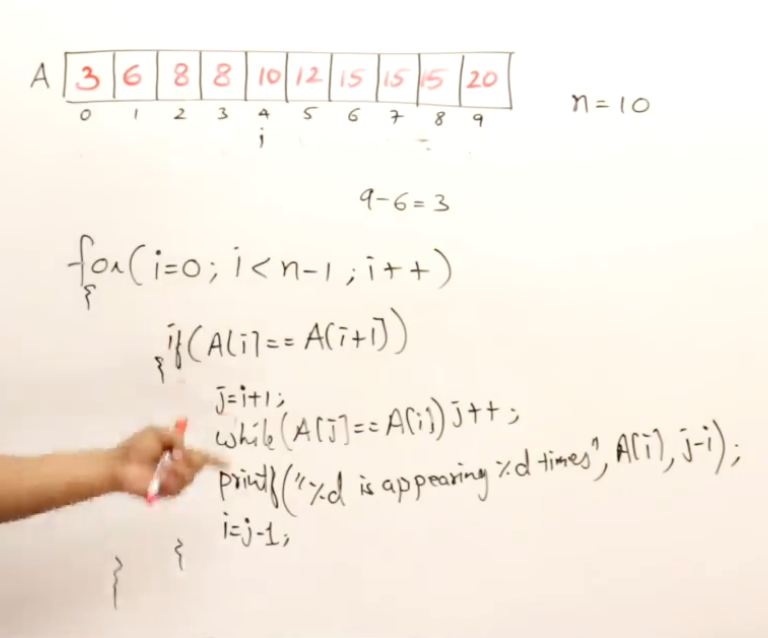 A 3 6 8 8 10 12 15 15 15 20
0 1 2 3 4 5 6 7 8 9
n=10
j
9-6=3
for(i=0; i<n-1; i++)
{
if(A[i]==A[i+1])
{
j=i+1;
while(A[j]==A[i]) j++;
printf("%d is appearing %d times", A[i], j-i);
i=j-1;
}
}